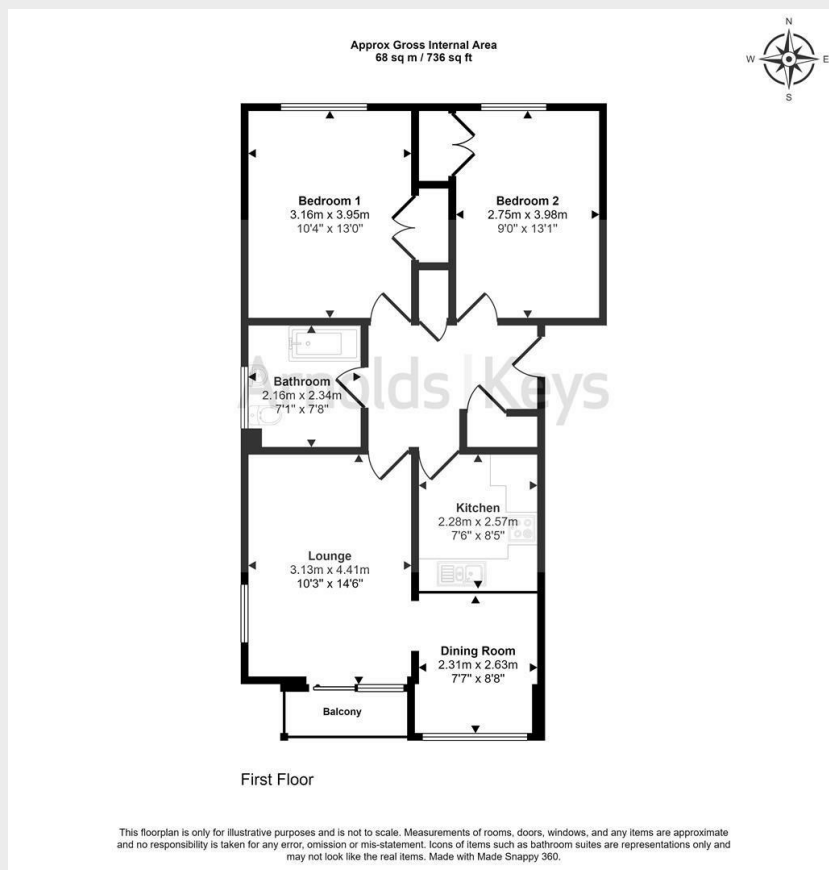 Approx Gross Internal Area
68 sq m / 736 sq ft
N
W
E
S
Bedroom 1
3.16m x 3.95m
10'4" x 13'0"
Bedroom 2
2.75m x 3.98m
9'0" x 13'1"
Arnolds | Keys
Bathroom
2.16m x 2.34m
7'1" x 7'8"
Kitchen
2.28m x 2.57m
7'6" x 8'5"
Lounge
3.13m x 4.41m
10'3" x 14'6"
Dining Room
2.31m x 2.63m
7'7" x 8'8"
Balcony
First Floor
This floorplan is only for illustrative purposes and is not to scale. Measurements of rooms, doors, windows, and any items are approximate
and no responsibility is taken for any error, omission or mis-statement. Icons of items such as bathroom suites are representations only and
may not look like the real items. Made with Made Snappy 360.